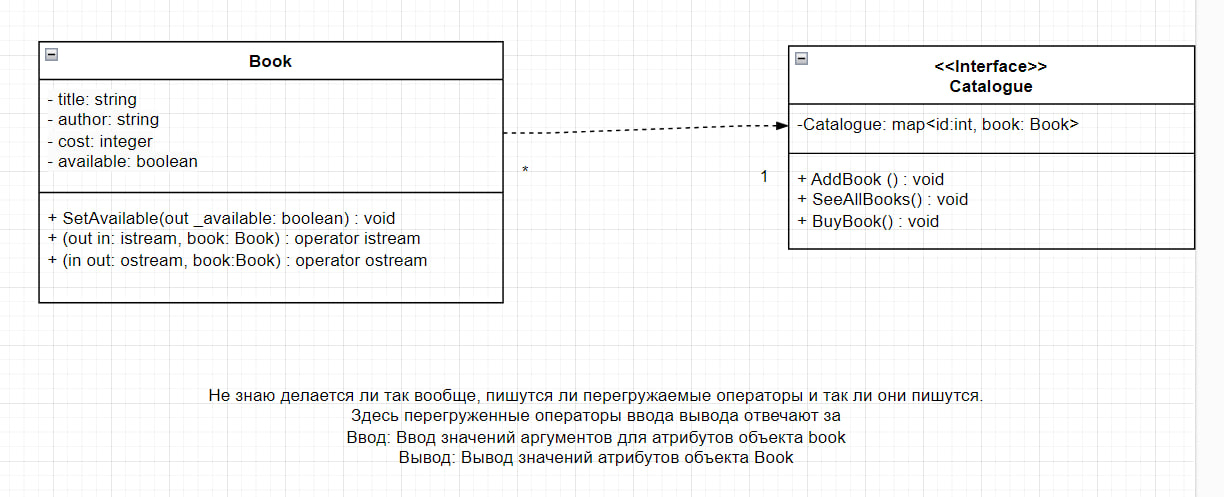 Book
- title: string
- author: string
- cost: integer
- available: boolean
+ SetAvailable(out _available: boolean) : void
+ (out in: istream, book: Book) : operator istream
+ (in out: ostream, book:Book) : operator ostream
*
1
<<Interface>>
Catalogue
-Catalogue: map<id:int, book: Book>
+ AddBook () : void
+ SeeAllBooks() : void
+ BuyBook() : void
Не знаю делается ли так вообще, пишутся ли перегружаемые операторы и так ли они пишутся.
Здесь перегруженные операторы ввода вывода отвечают за
Ввод: Ввод значений аргументов для атрибутов объекта book
Вывод: Вывод значений атрибутов объекта Book